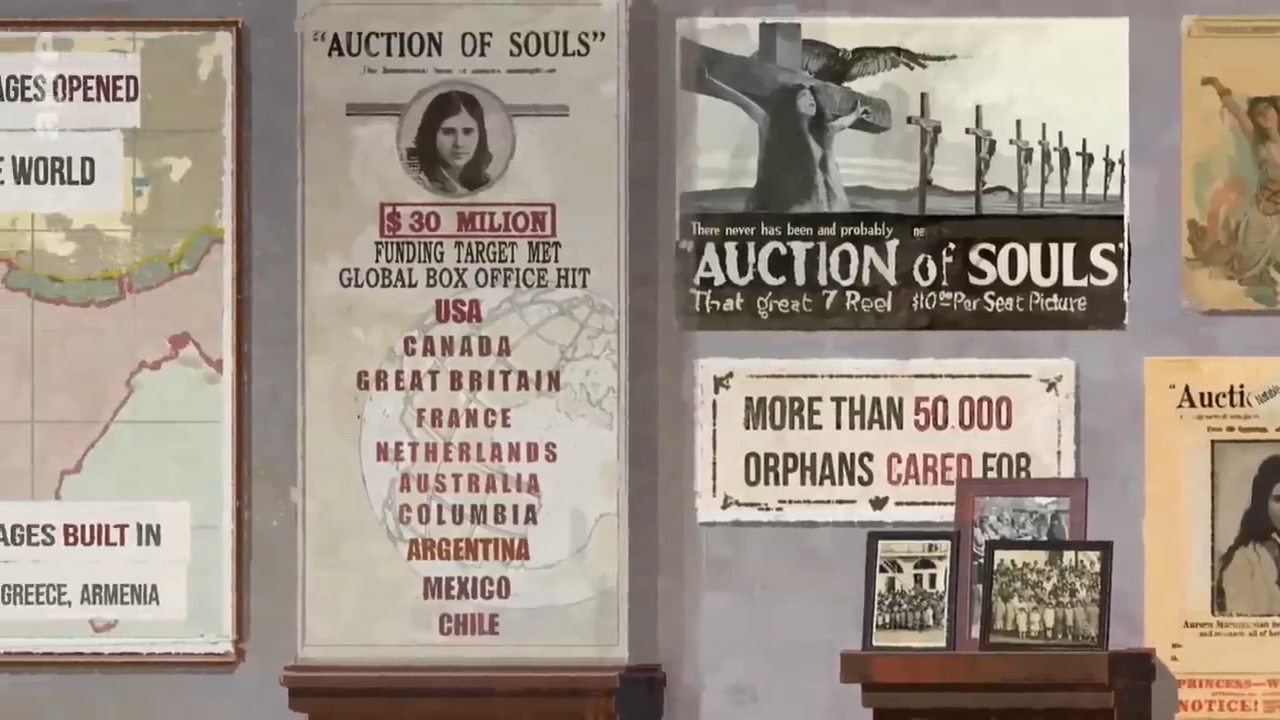 AGES OPENED
E WORLD
AGES BUILT IN
GREECE, ARMENIA
"AUCTION OF SOULS"
$ 30 MILION
FUNDING TARGET MET
GLOBAL BOX OFFICE HIT
USA
CANADA
GREAT BRITAIN
FRANCE
NETHERLANDS
AUSTRALIA
COLUMBIA
ARGENTINA
MEXICO
CHILE
There never has been and probably ne
"AUCTION of SOULS"
That great 7 Reel $10.00 Per Seat Picture
MORE THAN 50.000
ORPHANS CARED FOR
"Aucti
PRINCESS—W
NOTICE!